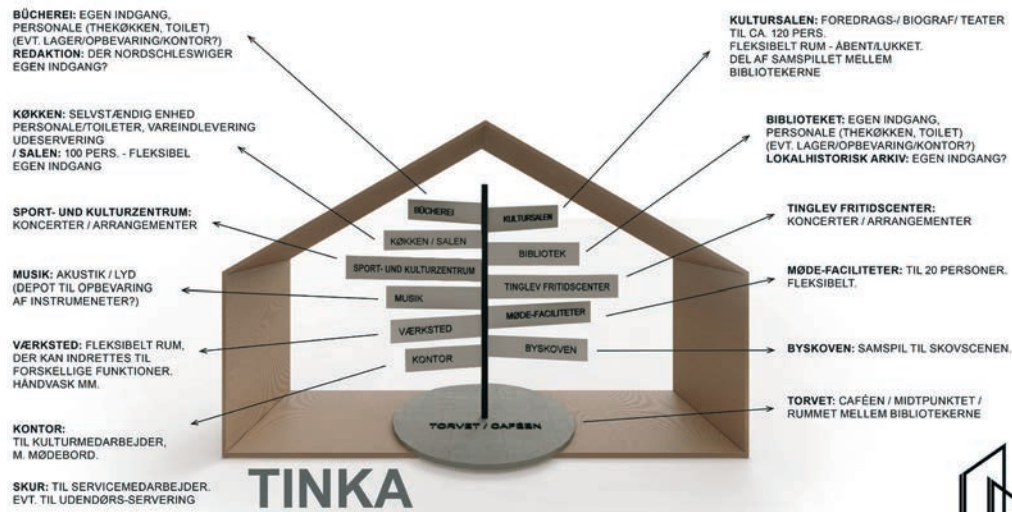 BÜCHEREI: EGEN INDGANG,
PERSONALE (THEKØKKEN, TOILET)
(EVT. LAGER/OPBEVARING/KONTOR?)
REDAKTION: DER NORDSCHLESWIGER
EGEN INDGANG?
KØKKEN: SELVSTÆNDIG ENHED
PERSONALE/TOILETER, VAREINDLEVERING
UDESERVERING
/ SALEN: 100 PERS. - FLEKSIBEL
EGEN INDGANG
SPORT- UND KULTURZENTRUM:
KONCERTER / ARRANGEMENTER
MUSIK: AKUSTIK / LYD
(DEPOT TIL OPBEVARING
AF INSTRUMENETER?)
VÆRKSTED: FLEKSIBELT RUM,
DER KAN INDRETTES TIL
FORSKELLIGE FUNKTIONER.
HÅNDVASK MM.
KONTOR:
TIL KULTURMEDARBEJDER,
M. MØDEBORD.
SKUR: TIL SERVICEMEDARBEJDER.
EVT. TIL UDENDØRS-SERVERING
BÜCHEREI
KØKKEN / SALEN
SPORT- UND KULTURZENTRUM
MUSIK
VÆRKSTED
KONTOR
KULTURSALEN
BIBLIOTEK
TINGLEV FRITIDSCENTER
MØDE-FACILITETER
BYSKOVEN
TORVET / CAFÉEN
TINKA
KULTURSALEN: FOREDRAGS-/ BIOGRAF/ TEATER
TIL CA. 120 PERS.
FLEKSIBELT RUM - ÅBENT/LUKKET.
DEL AF SAMSPILLET MELLEM
BIBLIOTEKERNE
BIBLIOTEKET: EGEN INDGANG,
PERSONALE (THEKØKKEN, TOILET)
(EVT. LAGER/OPBEVARING/KONTOR?)
LOKALHISTORISK ARKIV: EGEN INDGANG?
TINGLEV FRITIDSCENTER:
KONCERTER / ARRANGEMENTER
MØDE-FACILITETER: TIL 20 PERSONER.
FLEKSIBELT.
BYSKOVEN: SAMSPIL TIL SKOVSCENEN.
TORVET: CAFÉEN / MIDTPUNKTET /
RUMMET MELLEM BIBLIOTEKERNE